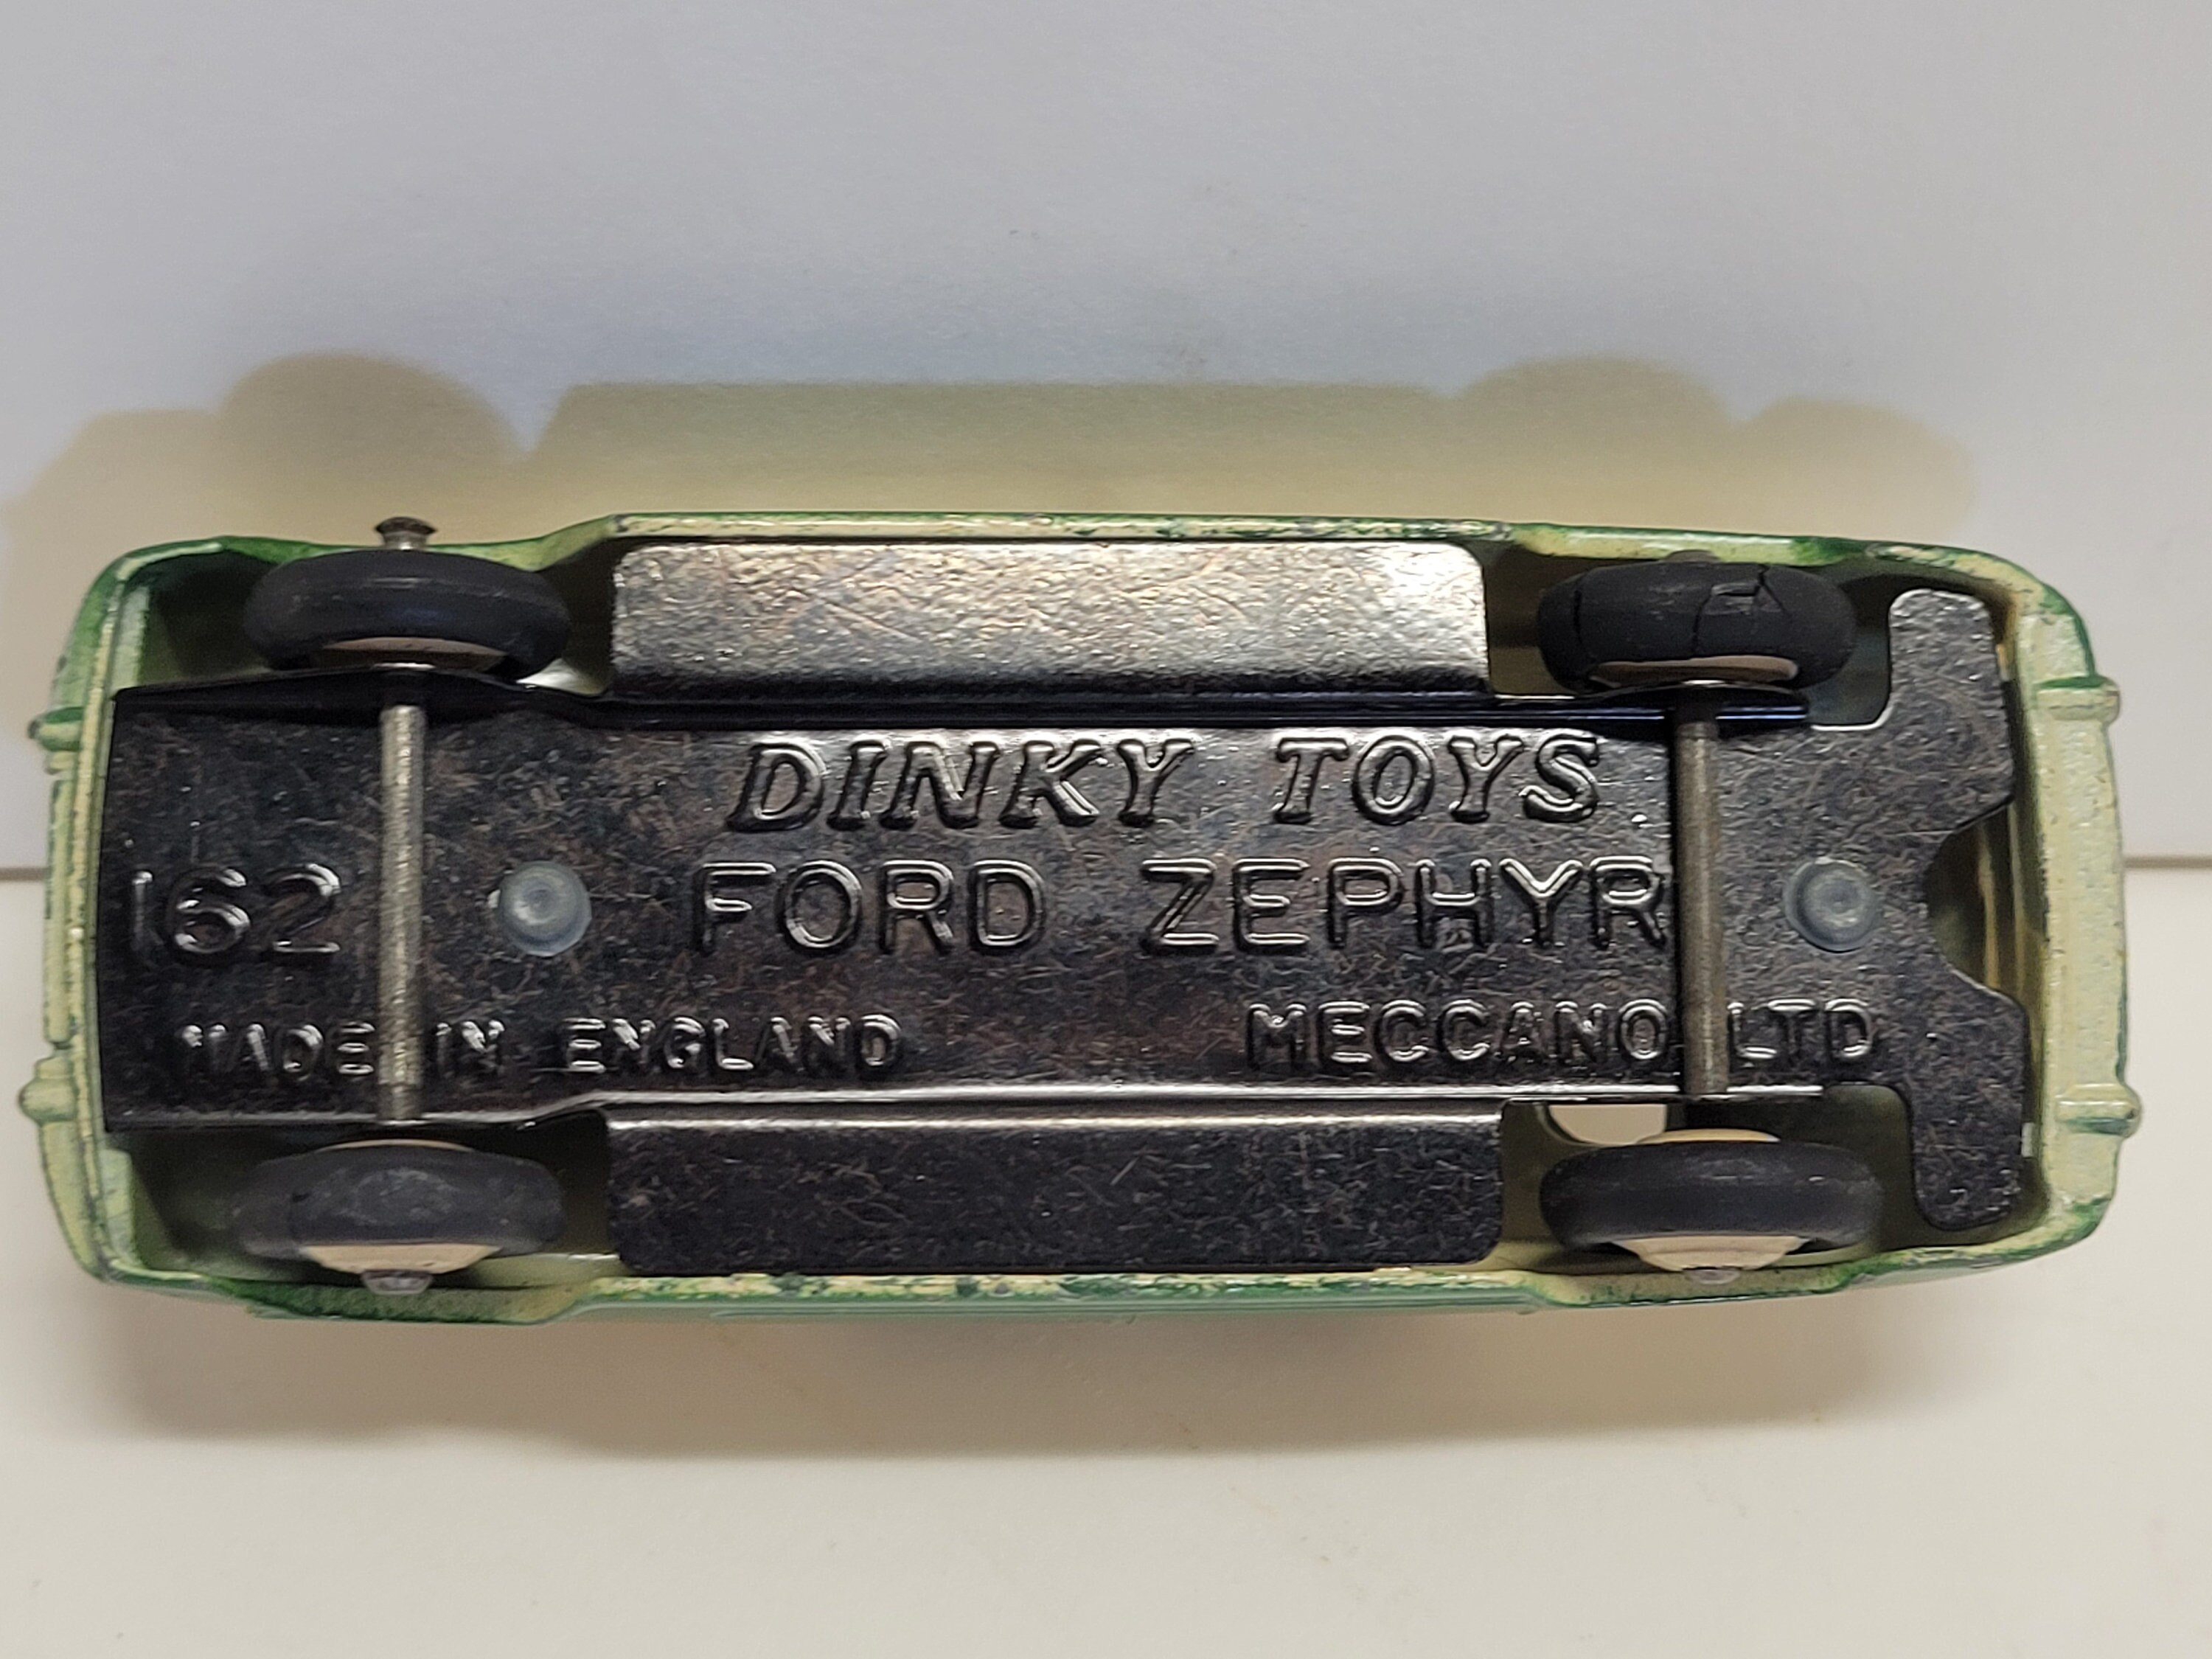 DINKY TOYS
162 FORD ZEPHYR
MADE IN ENGLAND MECCANO LTD